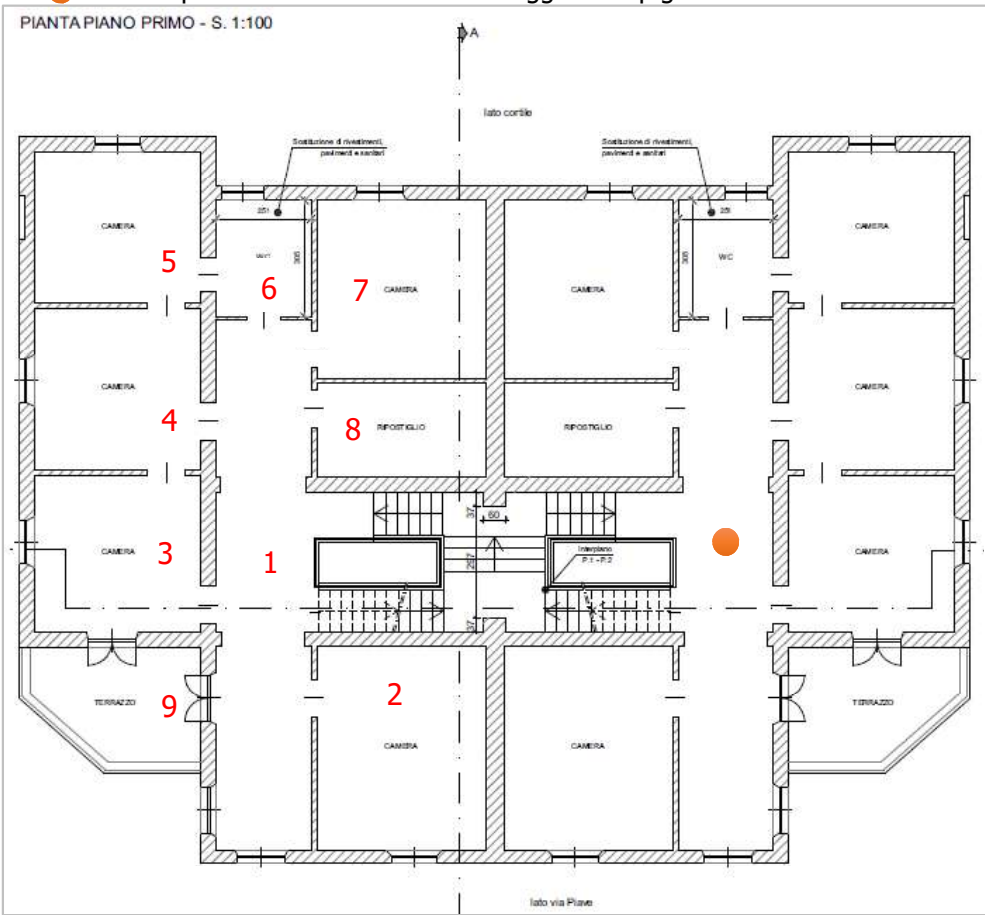 PIANTA PIANO PRIMO - S. 1:100
A
lato cortile
Sostituzione di rivestimenti,
pavimenti e sanitari
Sostituzione di rivestimenti,
pavimenti e sanitari
251
251
CAMERA
5
WC
6
305
7
CAMERA
CAMERA
305
WC
CAMERA
CAMERA
4
8
RIPOSTIGLIO
RIPOSTIGLIO
CAMERA
37
60
CAMERA
3
1
297
Interpiano
P.1 - P.2
CAMERA
37
TERRAZZO
9
2
CAMERA
CAMERA
TERRAZZO
lato via Piave